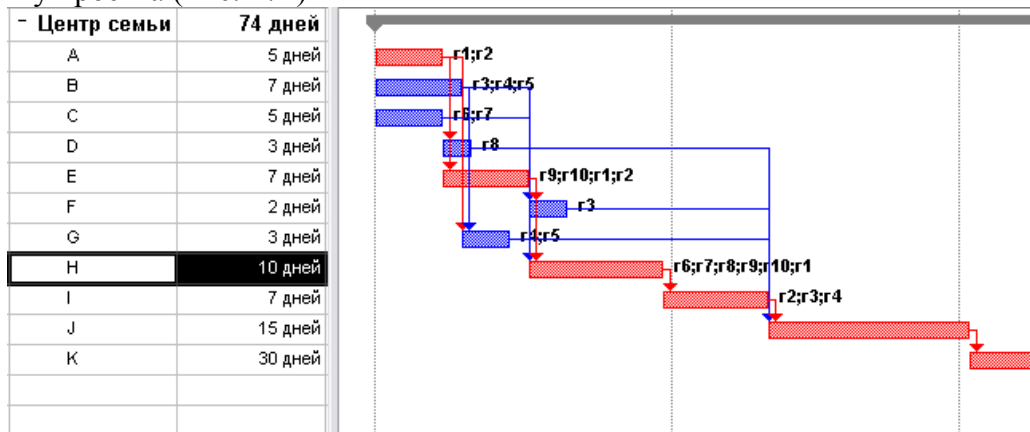 Центр семьи 74 дней
A 5 дней r1;r2
B 7 дней r3;r4;r5
C 5 дней r6;r7
D 3 дней r8
E 7 дней r9;r10;r1;r2
F 2 дней r3
G 3 дней r4;r5
H 10 дней r6;r7;r8;r9;r10;r1
I 7 дней r2;r3;r4
J 15 дней
K 30 дней